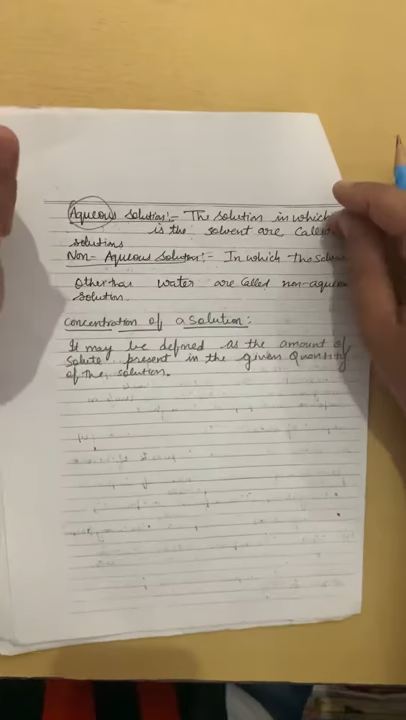 Aqueous solution:- The solution in which
is the solvent are Called
solutions
Non- Aqueous Solution:- In which the
Other than water are Called non-aqueous
Solution.
Concentration of a solution:
It may be defined as the amount of
Solute present in the given Quantity
of The solution.